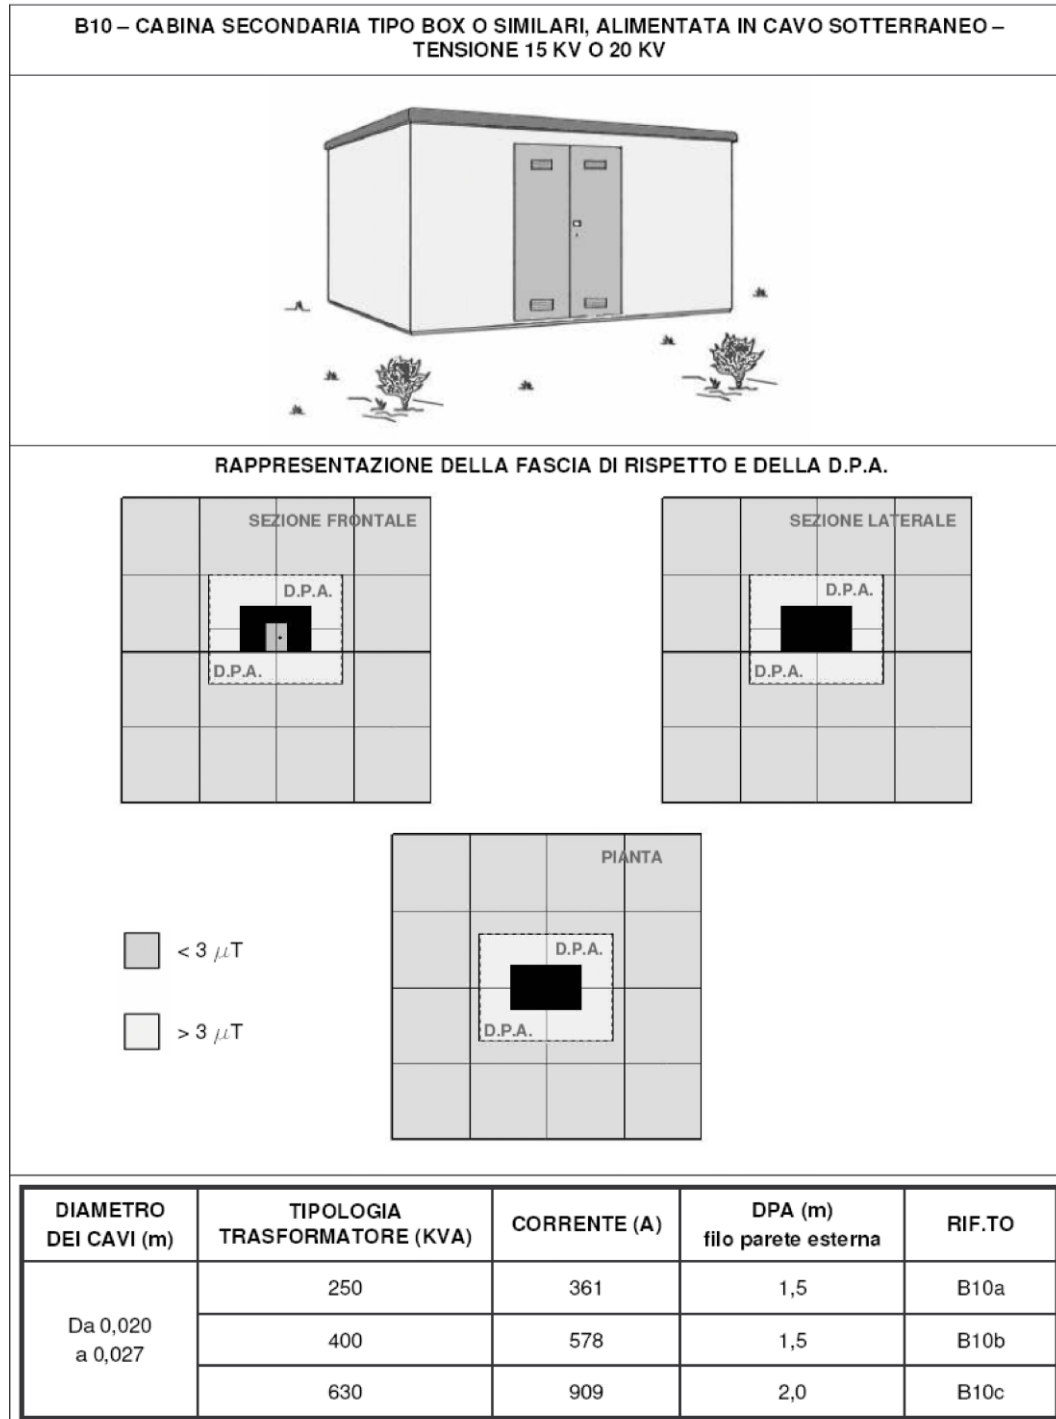 B10 – CABINA SECONDARIA TIPO BOX O SIMILARI, ALIMENTATA IN CAVO SOTTERRANEO –
TENSIONE 15 KV O 20 KV
RAPPRESENTAZIONE DELLA FASCIA DI RISPETTO E DELLA D.P.A.
SEZIONE FRONTALE
D.P.A.
D.P.A.
SEZIONE LATERALE
D.P.A.
D.P.A.
PIANTA
D.P.A.
D.P.A.
< 3 μT
> 3 μT
DIAMETRO
DEI CAVI (m)
TIPOLOGIA
TRASFORMATORE (KVA)
CORRENTE (A)
DPA (m)
filo parete esterna
RIF.TO
Da 0,020
a 0,027
250 361 1,5 B10a
400 578 1,5 B10b
630 909 2,0 B10c